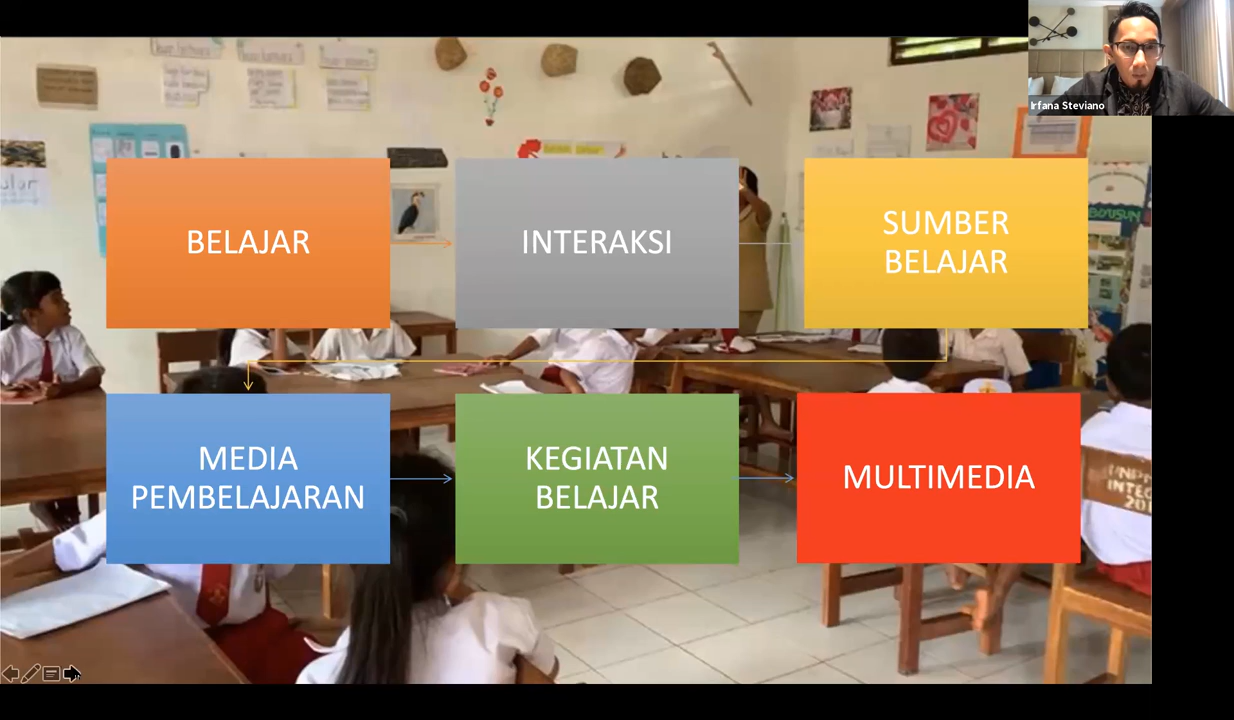 Irfana Steviano
BELAJAR
INTERAKSI
SUMBER
BELAJAR
MEDIA
PEMBELAJARAN
KEGIATAN
BELAJAR
MULTIMEDIA